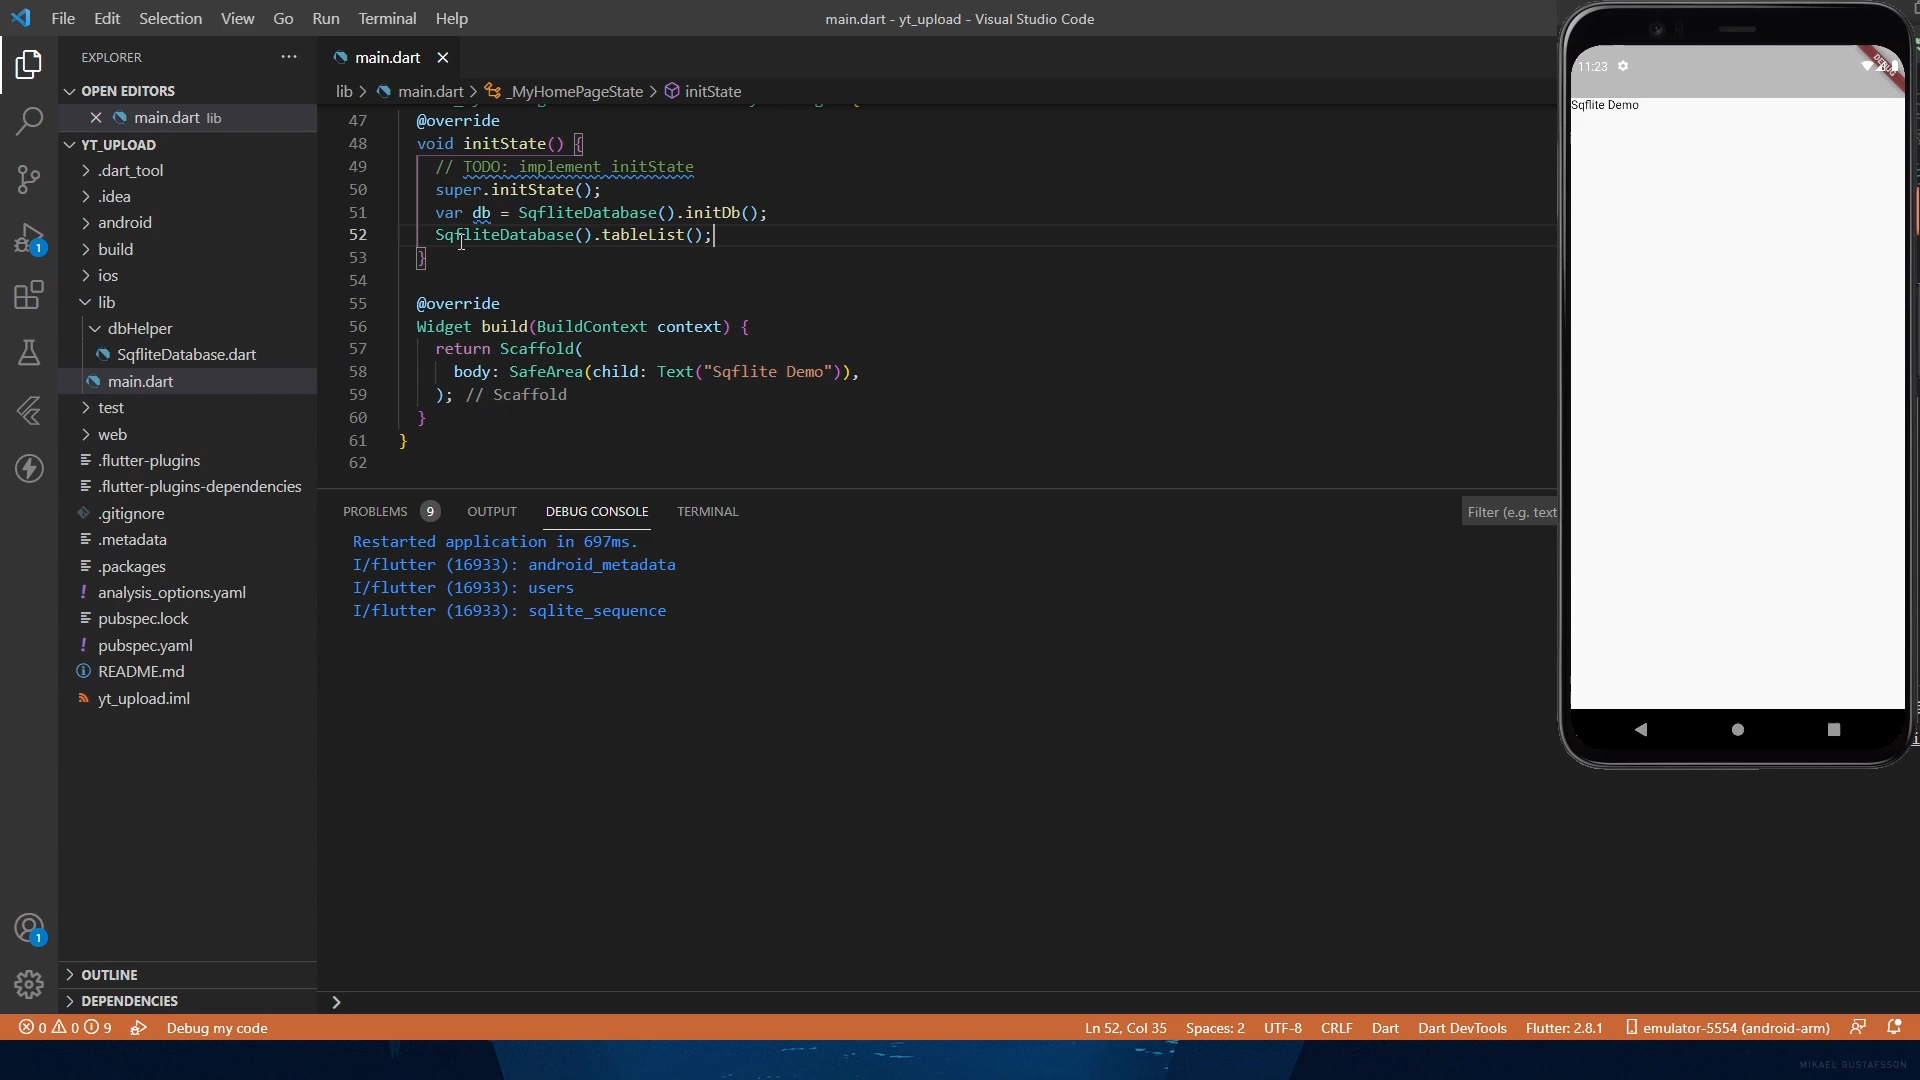 File Edit Selection View Go Run Terminal Help
main.dart - yt_upload - Visual Studio Code
EXPLORER
OPEN EDITORS
main.dart lib
YT_UPLOAD
.dart_tool
.idea
android
build
ios
lib
dbHelper
SqfliteDatabase.dart
main.dart
test
web
.flutter-plugins
.flutter-plugins-dependencies
.gitignore
.metadata
.packages
analysis_options.yaml
pubspec.lock
pubspec.yaml
README.md
yt_upload.iml
OUTLINE
DEPENDENCIES
1
1
main.dart
lib > main.dart > _MyHomePageState > initState
47 @override
48 void initState() {
49 // TODO: implement initState
50 super.initState();
51 var db = SqfliteDatabase().initDb();
52 SqfliteDatabase().tableList();
53 }
54
55 @override
56 Widget build(BuildContext context) {
57 return Scaffold(
58 body: SafeArea(child: Text("Sqflite Demo")),
59 ); // Scaffold
60 }
61 }
62
PROBLEMS 9 OUTPUT DEBUG CONSOLE TERMINAL
Filter (e.g. text
Restarted application in 697ms.
I/flutter (16933): android_metadata
I/flutter (16933): users
I/flutter (16933): sqlite_sequence
11:23
DEBUG
Sqflite Demo
0 0 9 Debug my code
Ln 52, Col 35 Spaces: 2 UTF-8 CRLF Dart Dart DevTools Flutter: 2.8.1 emulator-5554 (android-arm)
MIKAEL GUSTAFSSON